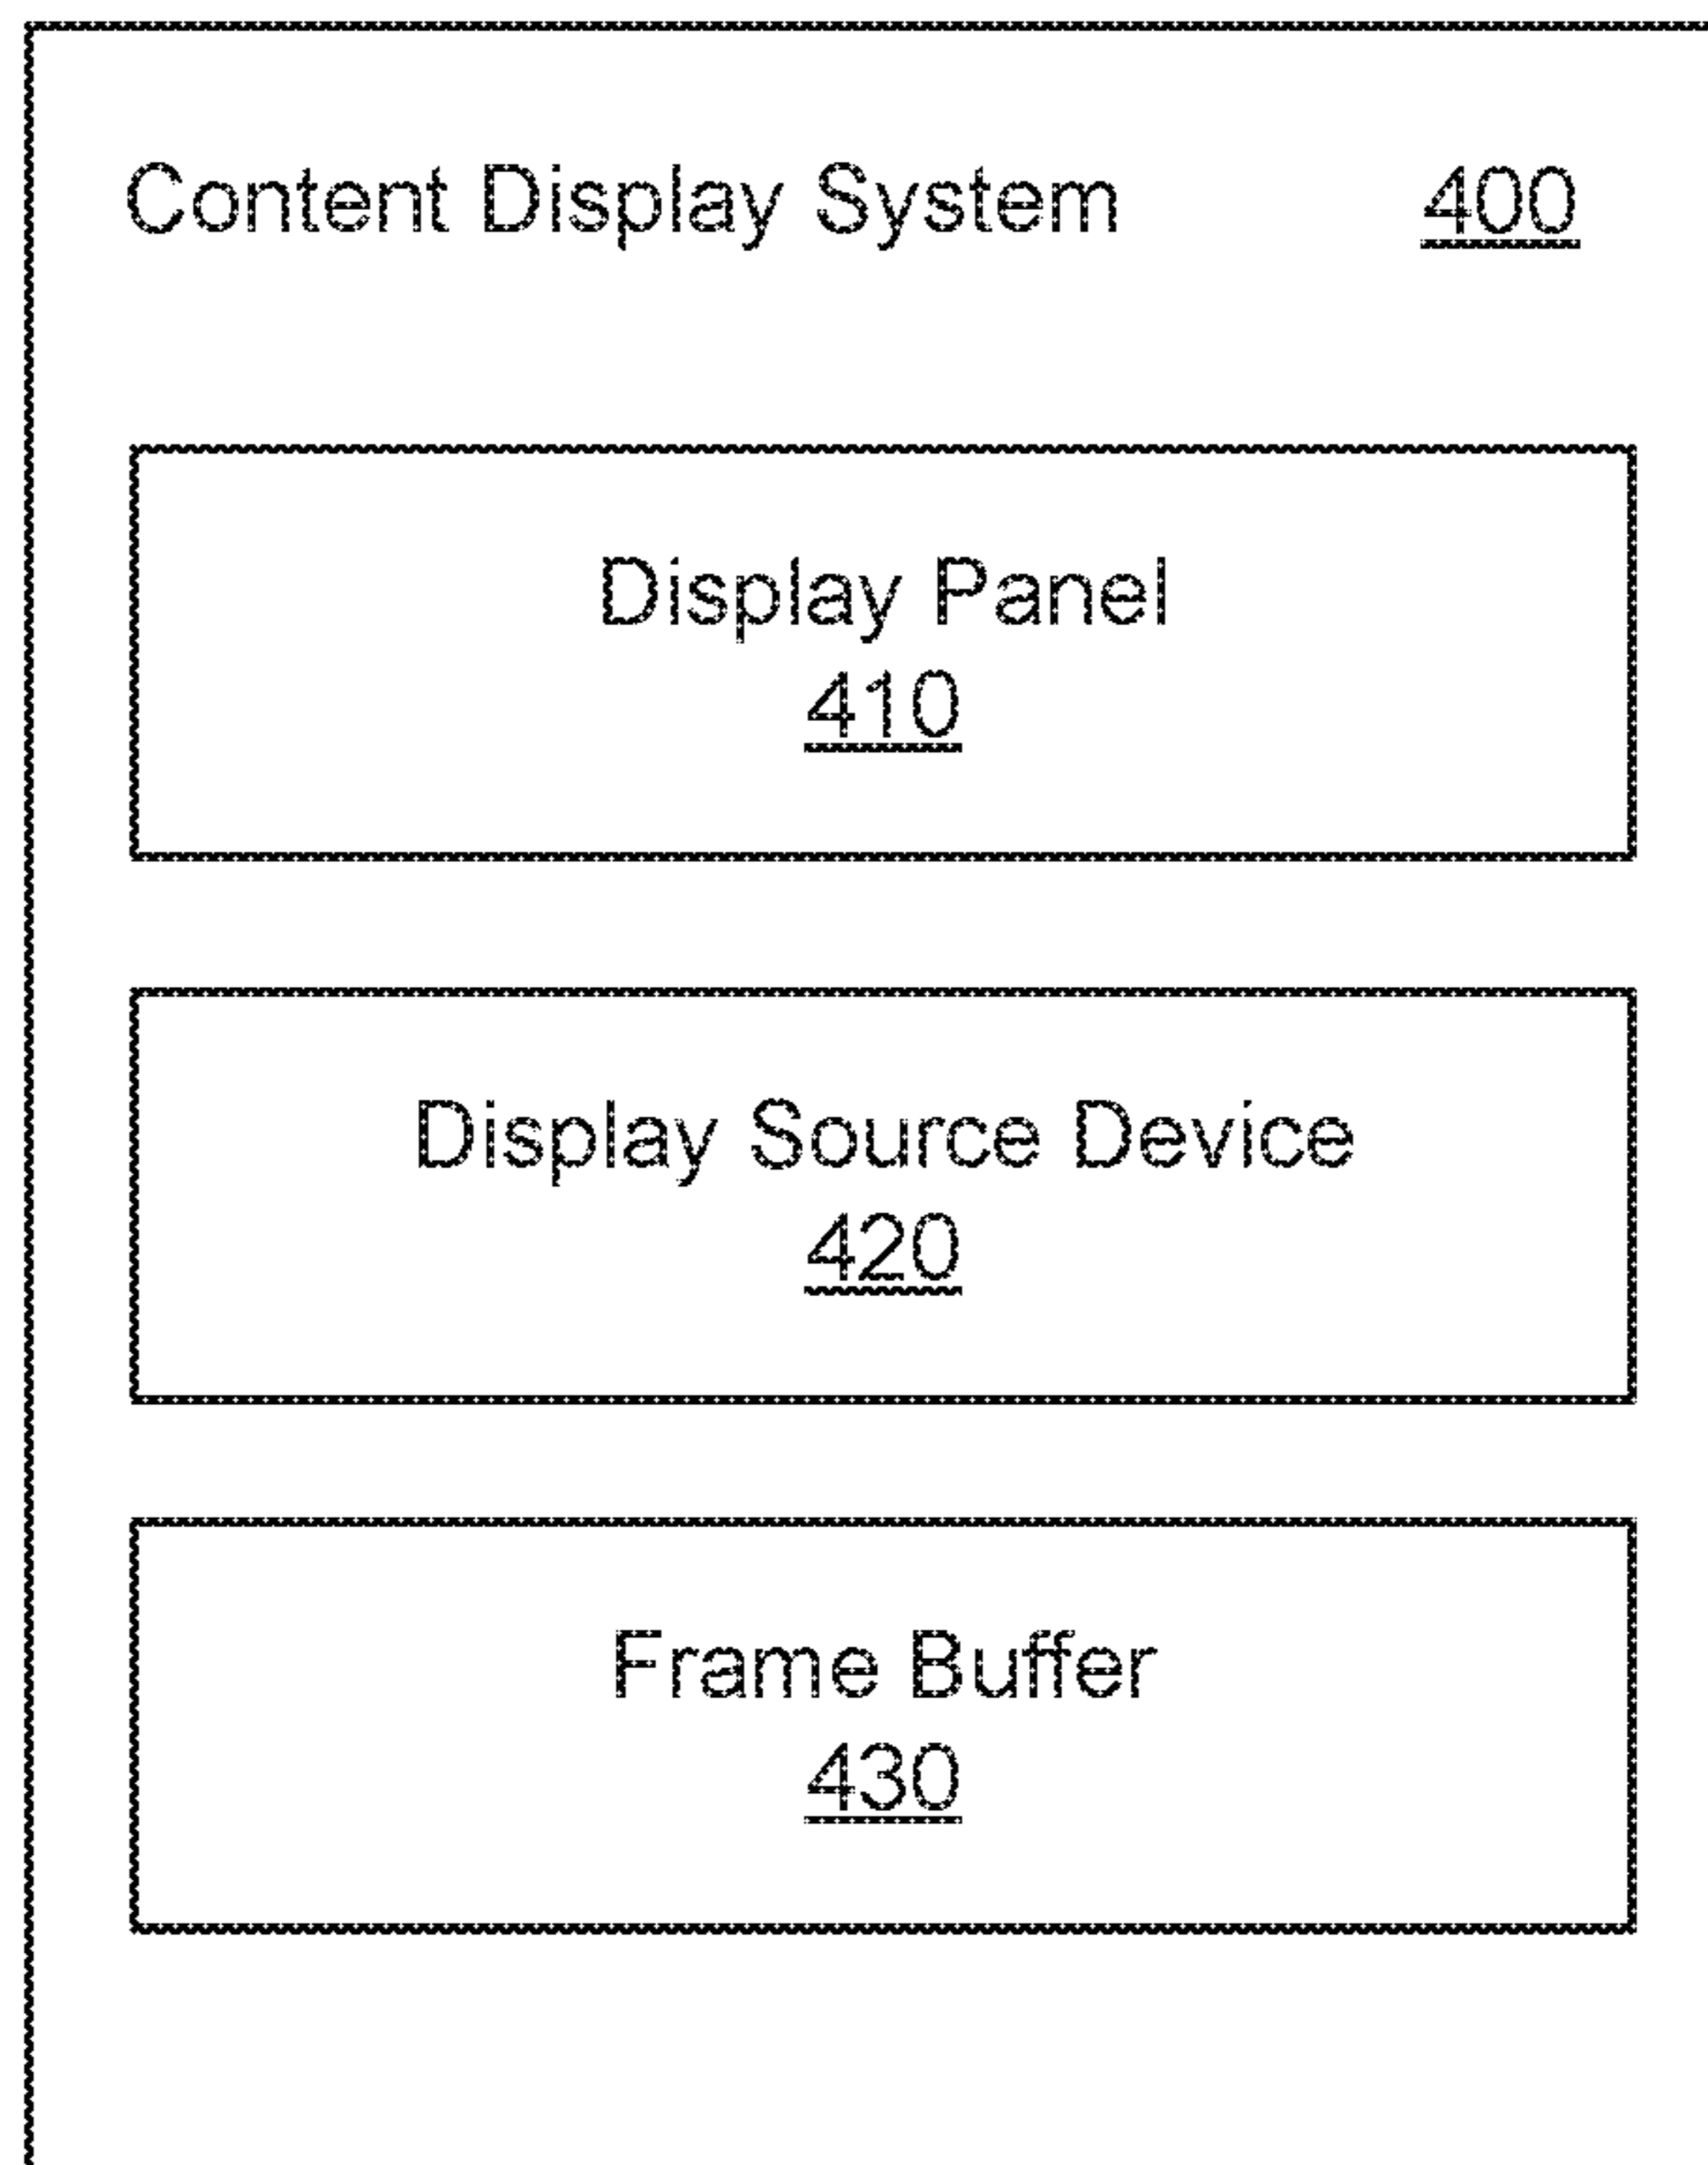 Content Display System 400
Display Panel
410
Display Source Device
420
Frame Buffer
430